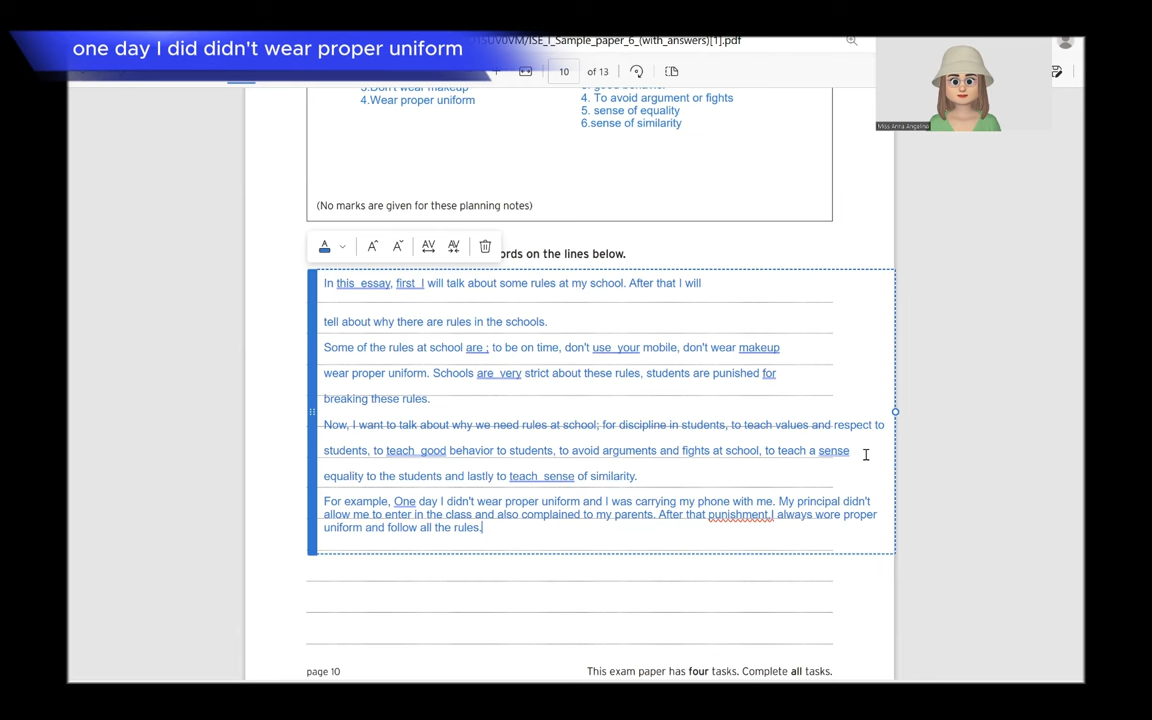 one day I did didn't wear proper uniform
ISE_I_Sample_paper_6_(with_answers)[1].pdf
10 of 13
Miss Anna Angelina
3.Don't wear makeup
4.Wear proper uniform
5. good behavior
4. To avoid argument or fights
5. sense of equality
6.sense of similarity
(No marks are given for these planning notes)
ords on the lines below.
In this essay, first I will talk about some rules at my school. After that I will
tell about why there are rules in the schools.
Some of the rules at school are ; to be on time, don't use your mobile, don't wear makeup
wear proper uniform. Schools are very strict about these rules, students are punished for
breaking these rules.
Now, I want to talk about why we need rules at school; for discipline in students, to teach values and respect to
students, to teach good behavior to students, to avoid arguments and fights at school, to teach a sense
equality to the students and lastly to teach sense of similarity.
For example, One day I didn't wear proper uniform and I was carrying my phone with me. My principal didn't
allow me to enter in the class and also complained to my parents. After that punishment,I always wore proper
uniform and follow all the rules.
page 10
This exam paper has four tasks. Complete all tasks.